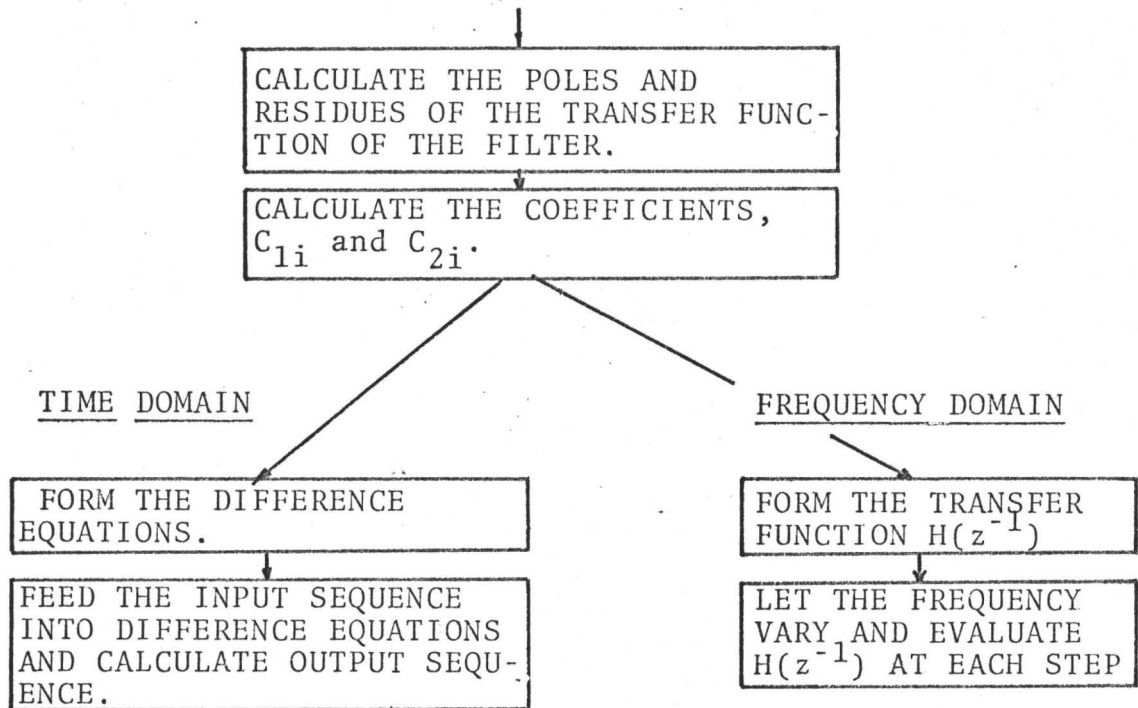 CALCULATE THE POLES AND
RESIDUES OF THE TRANSFER FUNC-
TION OF THE FILTER.
CALCULATE THE COEFFICIENTS,
C1i and C2i.
TIME DOMAIN
FORM THE DIFFERENCE
EQUATIONS.
FEED THE INPUT SEQUENCE
INTO DIFFERENCE EQUATIONS
AND CALCULATE OUTPUT SEQU-
ENCE.
FREQUENCY DOMAIN
FORM THE TRANSFER
FUNCTION H(z⁻¹)
LET THE FREQUENCY
VARY AND EVALUATE
H(z⁻¹) AT EACH STEP